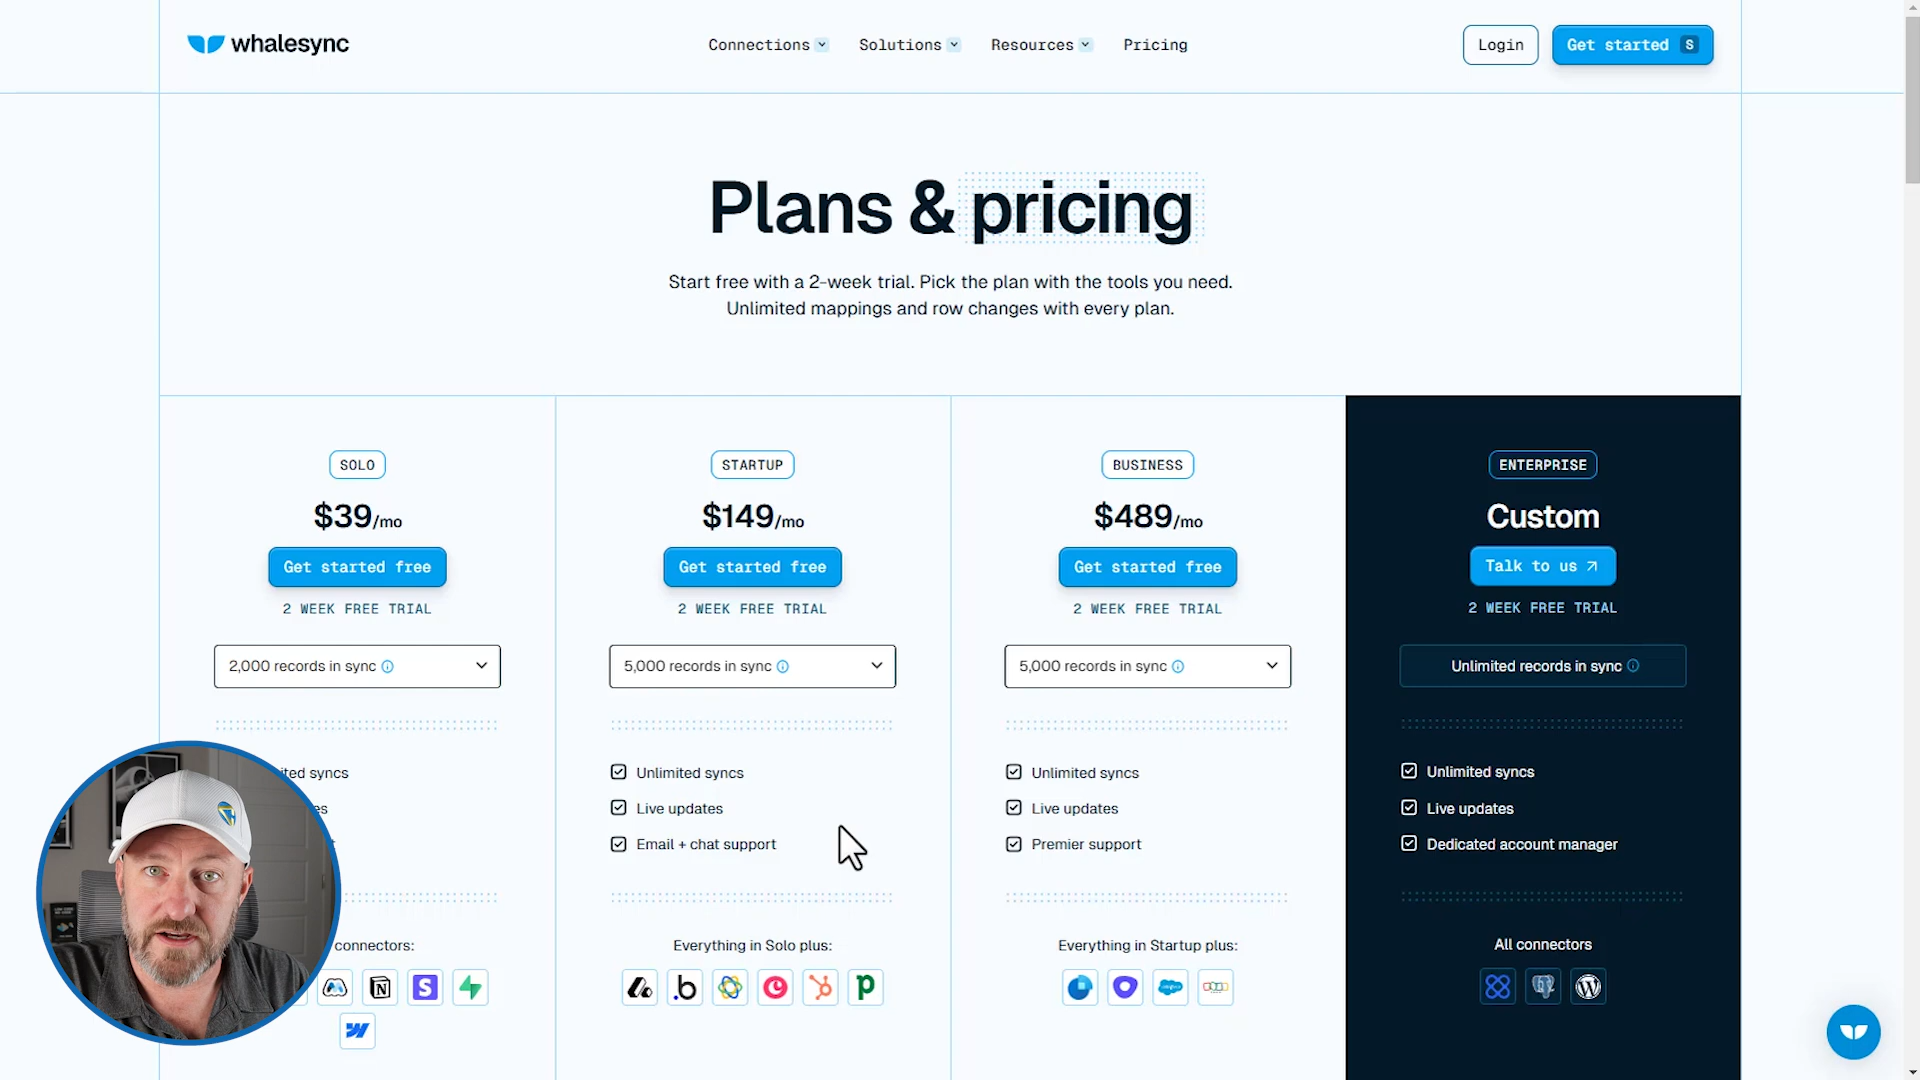 whalesync
Connections
Solutions
Resources
Pricing
Login
Get started S
Plans & pricing
Start free with a 2-week trial. Pick the plan with the tools you need.
Unlimited mappings and row changes with every plan.
SOLO
$39/mo
Get started free
2 WEEK FREE TRIAL
2,000 records in sync
connectors:
STARTUP
$149/mo
Get started free
2 WEEK FREE TRIAL
5,000 records in sync
Unlimited syncs
Live updates
Email + chat support
Everything in Solo plus:
BUSINESS
$489/mo
Get started free
2 WEEK FREE TRIAL
5,000 records in sync
Unlimited syncs
Live updates
Premier support
Everything in Startup plus:
ENTERPRISE
Custom
Talk to us
2 WEEK FREE TRIAL
Unlimited records in sync
Unlimited syncs
Live updates
Dedicated account manager
All connectors